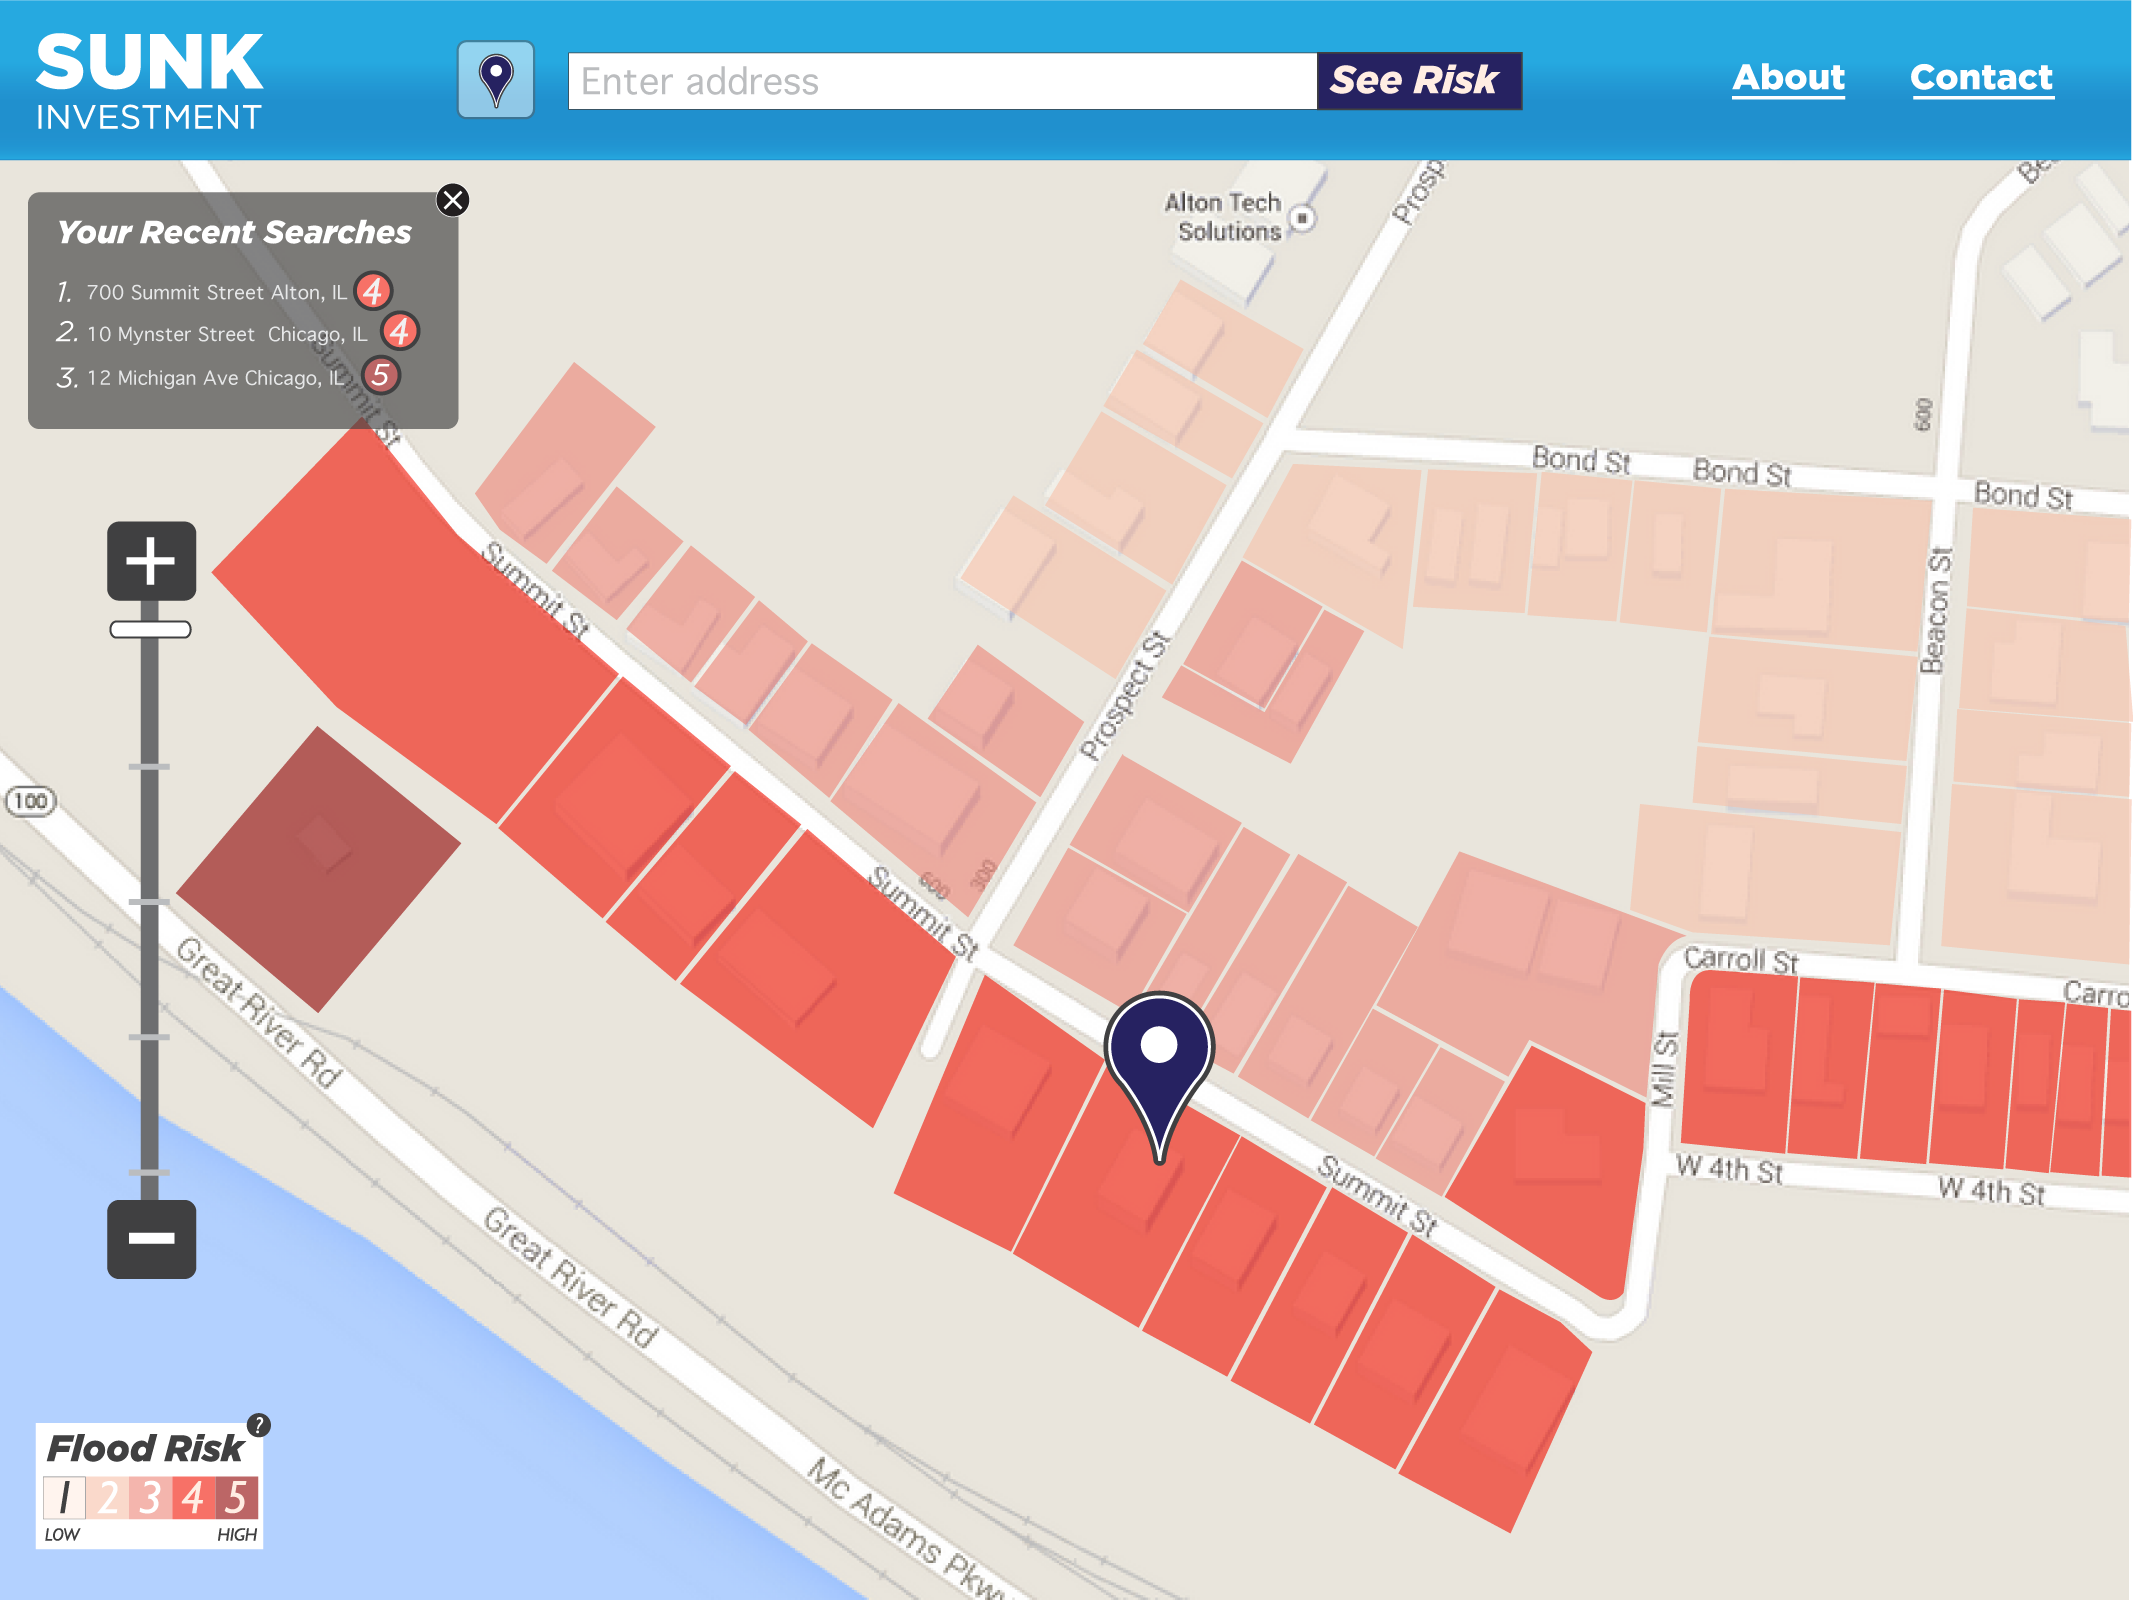 SUNK
INVESTMENT
Enter address
See Risk
About
Contact
Your Recent Searches
1. 700 Summit Street Alton, IL 4
2. 10 Mynster Street Chicago, IL 4
3. 12 Michigan Ave Chicago, IL 5
Alton Tech
Solutions
Prosp
Be
Summit St
600
Bond St
Bond St
Bond St
Summit St
Beacon St
Prospect St
100
Summit St
600
300
Carroll St
Carro
Great River Rd
Mill St
W 4th St
W 4th St
Summit St
Great River Rd
Mc Adams Pkwy
Flood Risk
?
1 2 3 4 5
LOW
HIGH